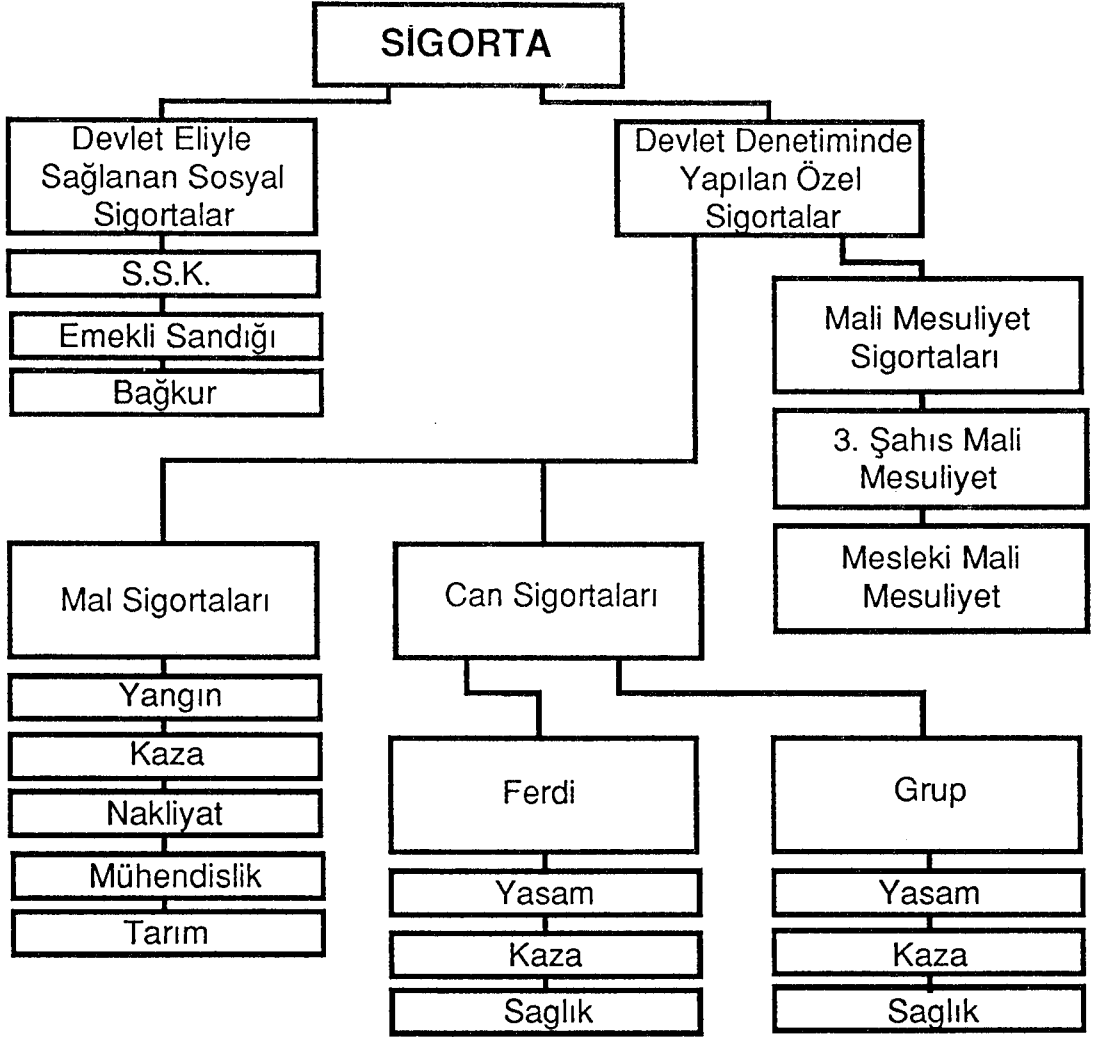 SİGORTA
Devlet Eliyle
Sağlanan Sosyal
Sigortalar
S.S.K.
Emekli Sandığı
Bağkur
Devlet Denetiminde
Yapılan Özel
Sigortalar
Mali Mesuliyet
Sigortaları
3. Şahıs Mali
Mesuliyet
Mesleki Mali
Mesuliyet
Mal Sigortaları
Yangın
Kaza
Nakliyat
Mühendislik
Tarım
Can Sigortaları
Ferdi
Yasam
Kaza
Saglık
Grup
Yasam
Kaza
Saglık